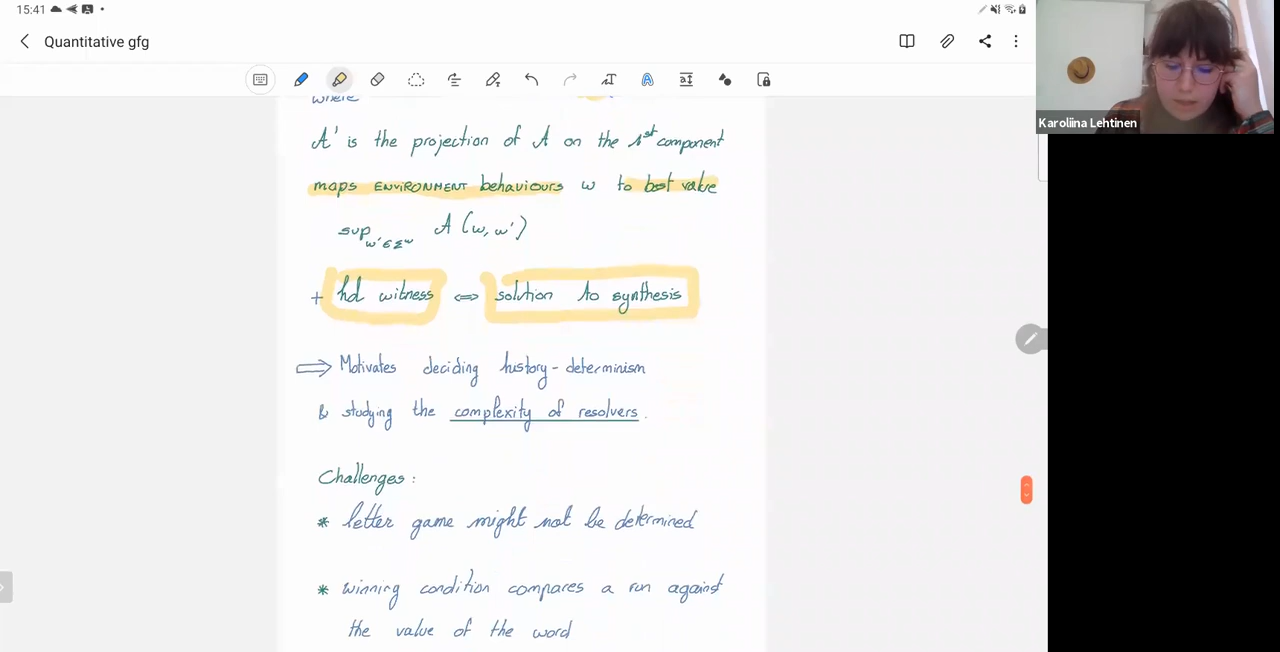 15:41
Quantitative gfg
Karoliina Lehtinen
where
A' is the projection of A on the 1st component
maps ENVIRONMENT behaviours w to best value
sup w'∈Σω A (w, w')
+ hd witness ⇔ solution to synthesis
⇒ Motivates deciding history-determinism
& studying the complexity of resolvers.
Challenges:
* letter game might not be determined
* winning condition compares a run against
the value of the word